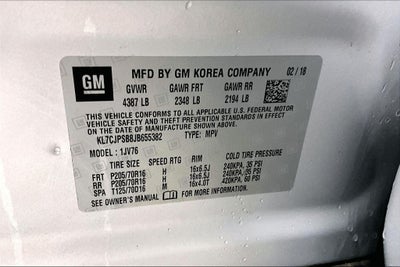 GM
MFD BY GM KOREA COMPANY 02/18
GVWR GAWR FRT GAWR RR
4387 LB 2348 LB 2194 LB
THIS VEHICLE CONFORMS TO ALL APPLICABLE U.S. FEDERAL MOTOR
VEHICLE SAFETY, BUMPER, AND THEFT PREVENTION STANDARDS IN
EFFECT ON THE DATE OF MANUFACTURE SHOWN ABOVE.
KL7CJPSB8JB655382 TYPE: MPV
MODEL: 1JV76
TIRE SIZE SPEED RTG RIM COLD TIRE PRESSURE
FRT P205/70R16 H 16x6.5J 240KPA, 35 PSI
RR P205/70R16 H 16x6.5J 240KPA, 35 PSI
SPA T125/70D16 M 16x4.0T 420KPA, 60 PSI
SEE OWNER'S MANUAL FOR MORE INFORMATION.